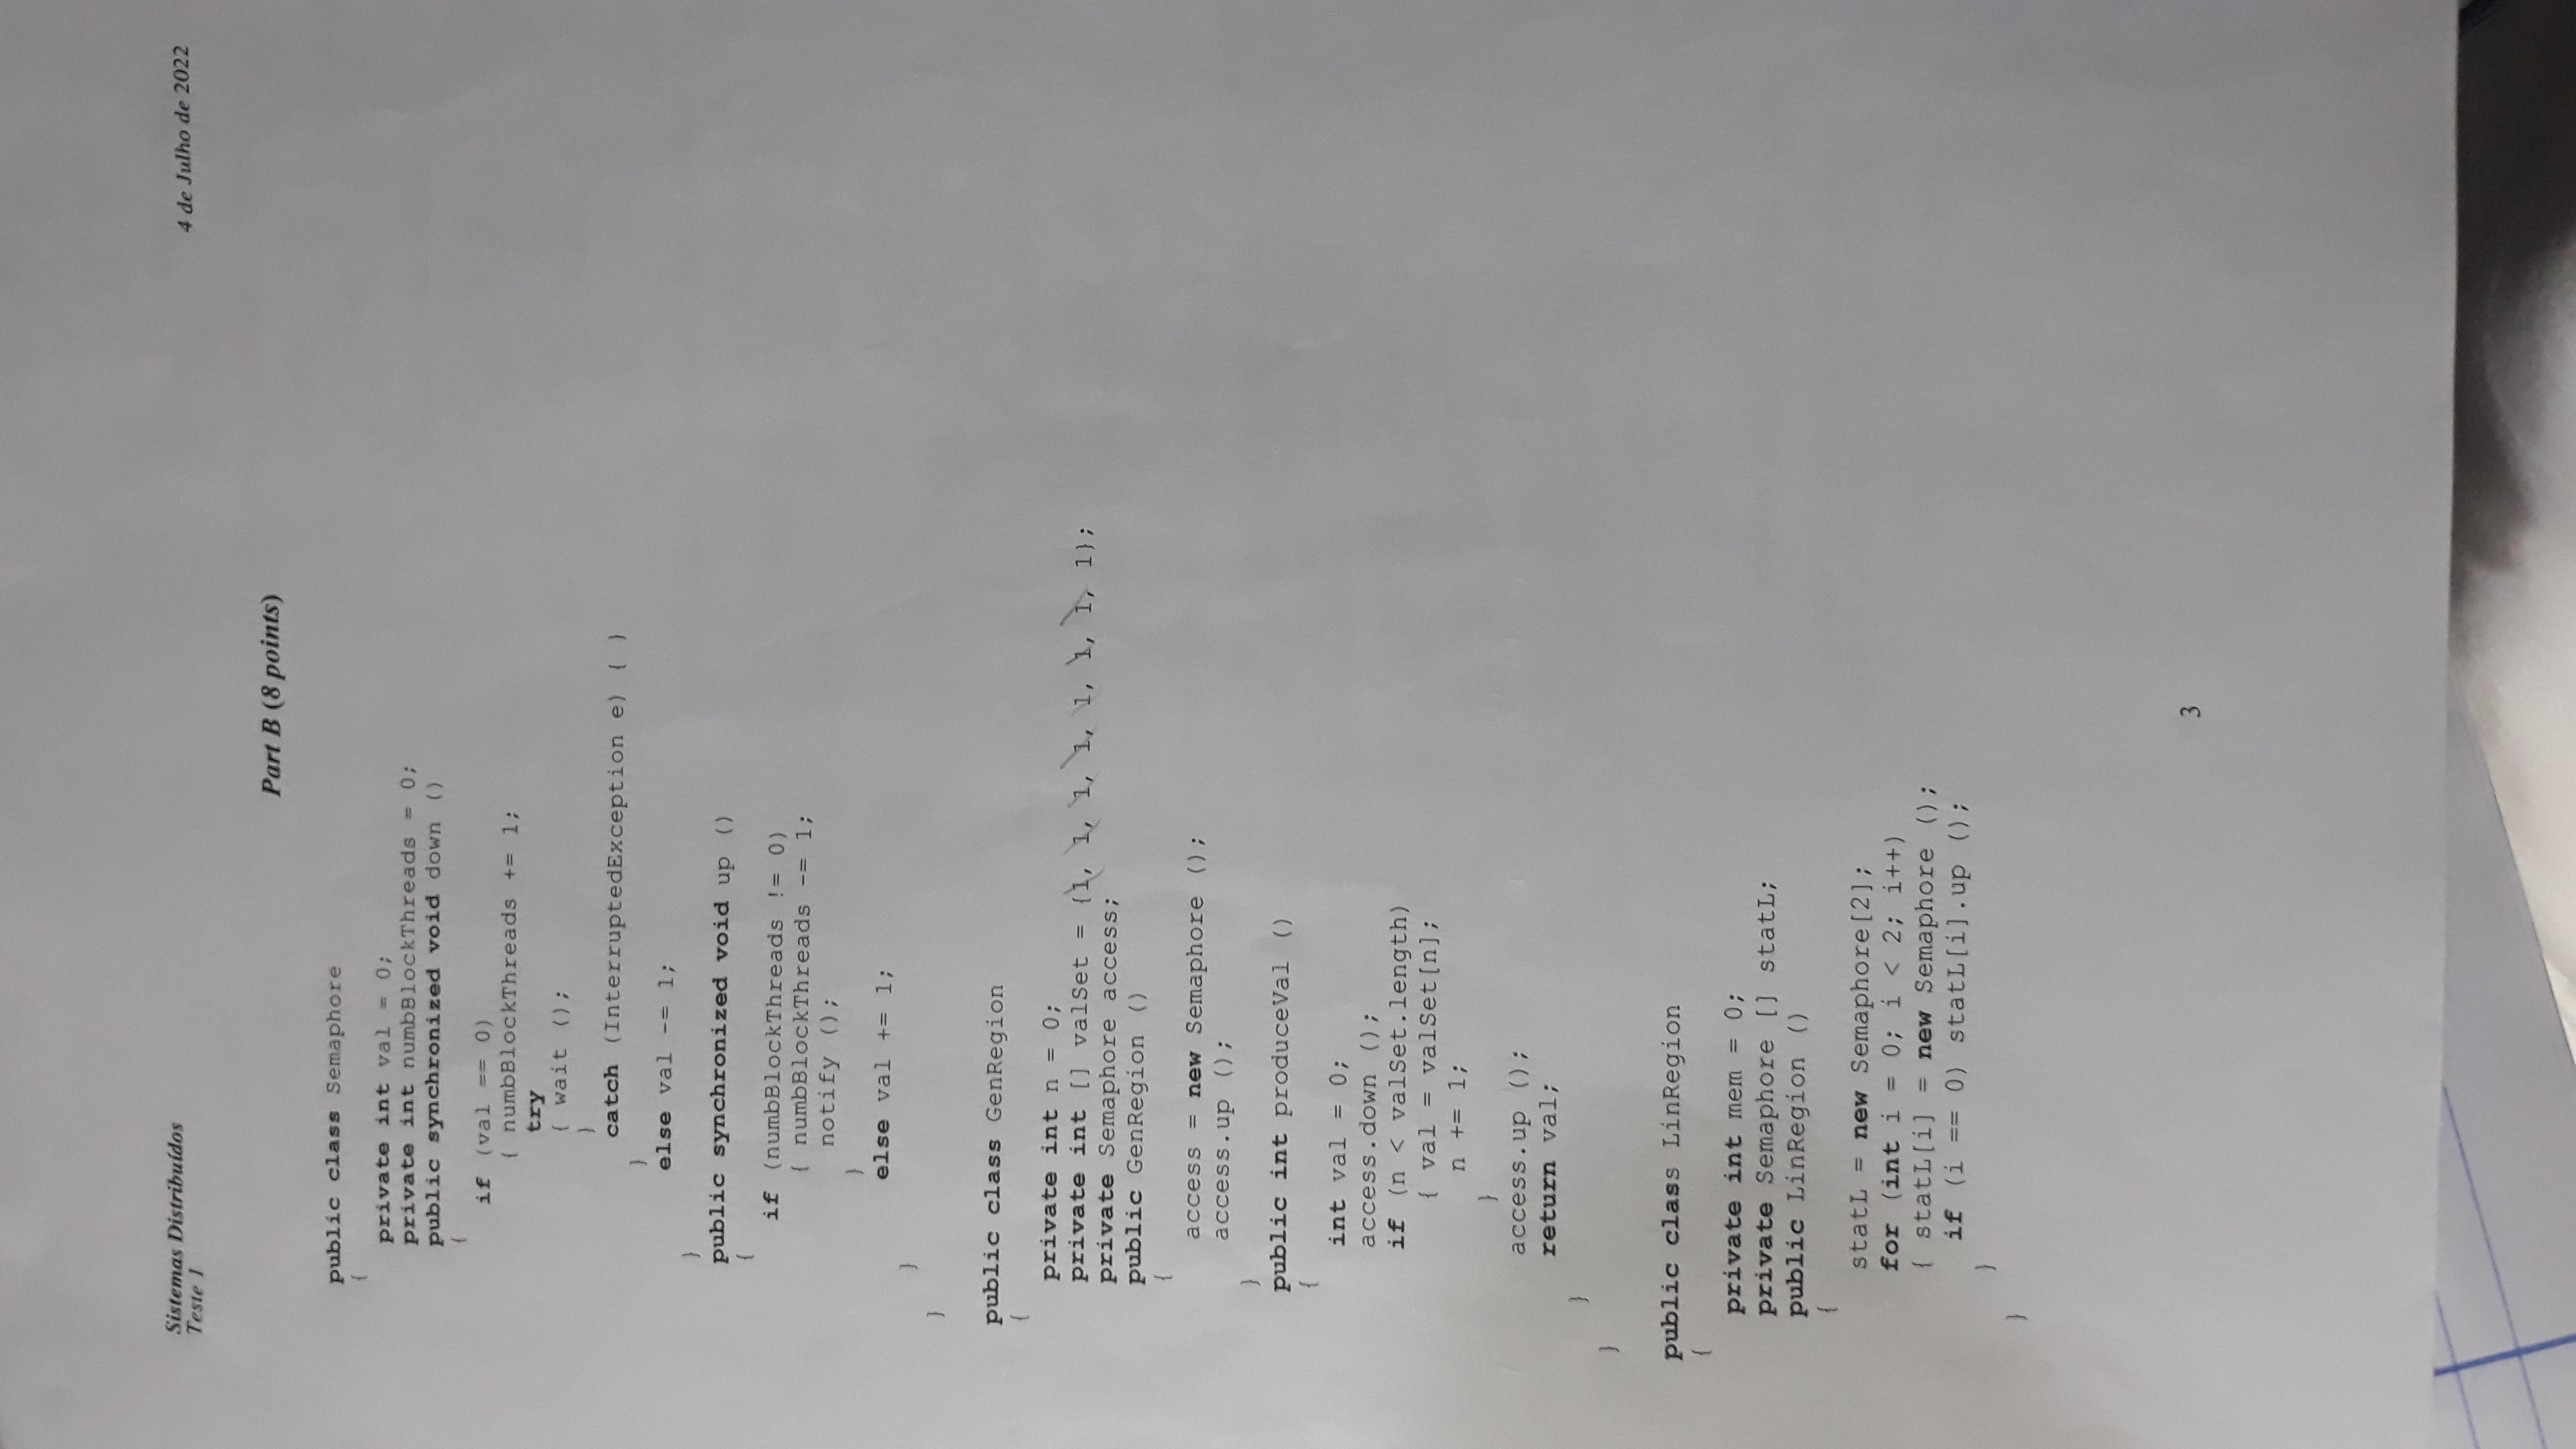 Sistemas Distribuídos
Teste 1
4 de Julho de 2022
Part B (8 points)
public class Semaphore
{
private int val = 0;
private int numbBlockThreads = 0;
public synchronized void down ()
{
if (val == 0)
{ numbBlockThreads += 1;
try
{ wait ();
}
catch (InterruptedException e) { }
}
else val -= 1;
}
public synchronized void up ()
{
if (numbBlockThreads != 0)
{ numbBlockThreads -= 1;
notify ();
}
else val += 1;
}
}
public class GenRegion
{
private int n = 0;
private int [] valSet = {1, 1, 1, 1, 1, 1, 1, 1};
private Semaphore access;
public GenRegion ()
{
access = new Semaphore ();
access.up ();
}
public int produceVal ()
{
int val = 0;
access.down ();
if (n < valSet.length)
{ val = valSet[n];
n += 1;
}
access.up ();
return val;
}
}
public class LinRegion
{
private int mem = 0;
private Semaphore [] statL;
public LinRegion ()
{
statL = new Semaphore[2];
for (int i = 0; i < 2; i++)
{ statL[i] = new Semaphore ();
if (i == 0) statL[i].up ();
}
}
3